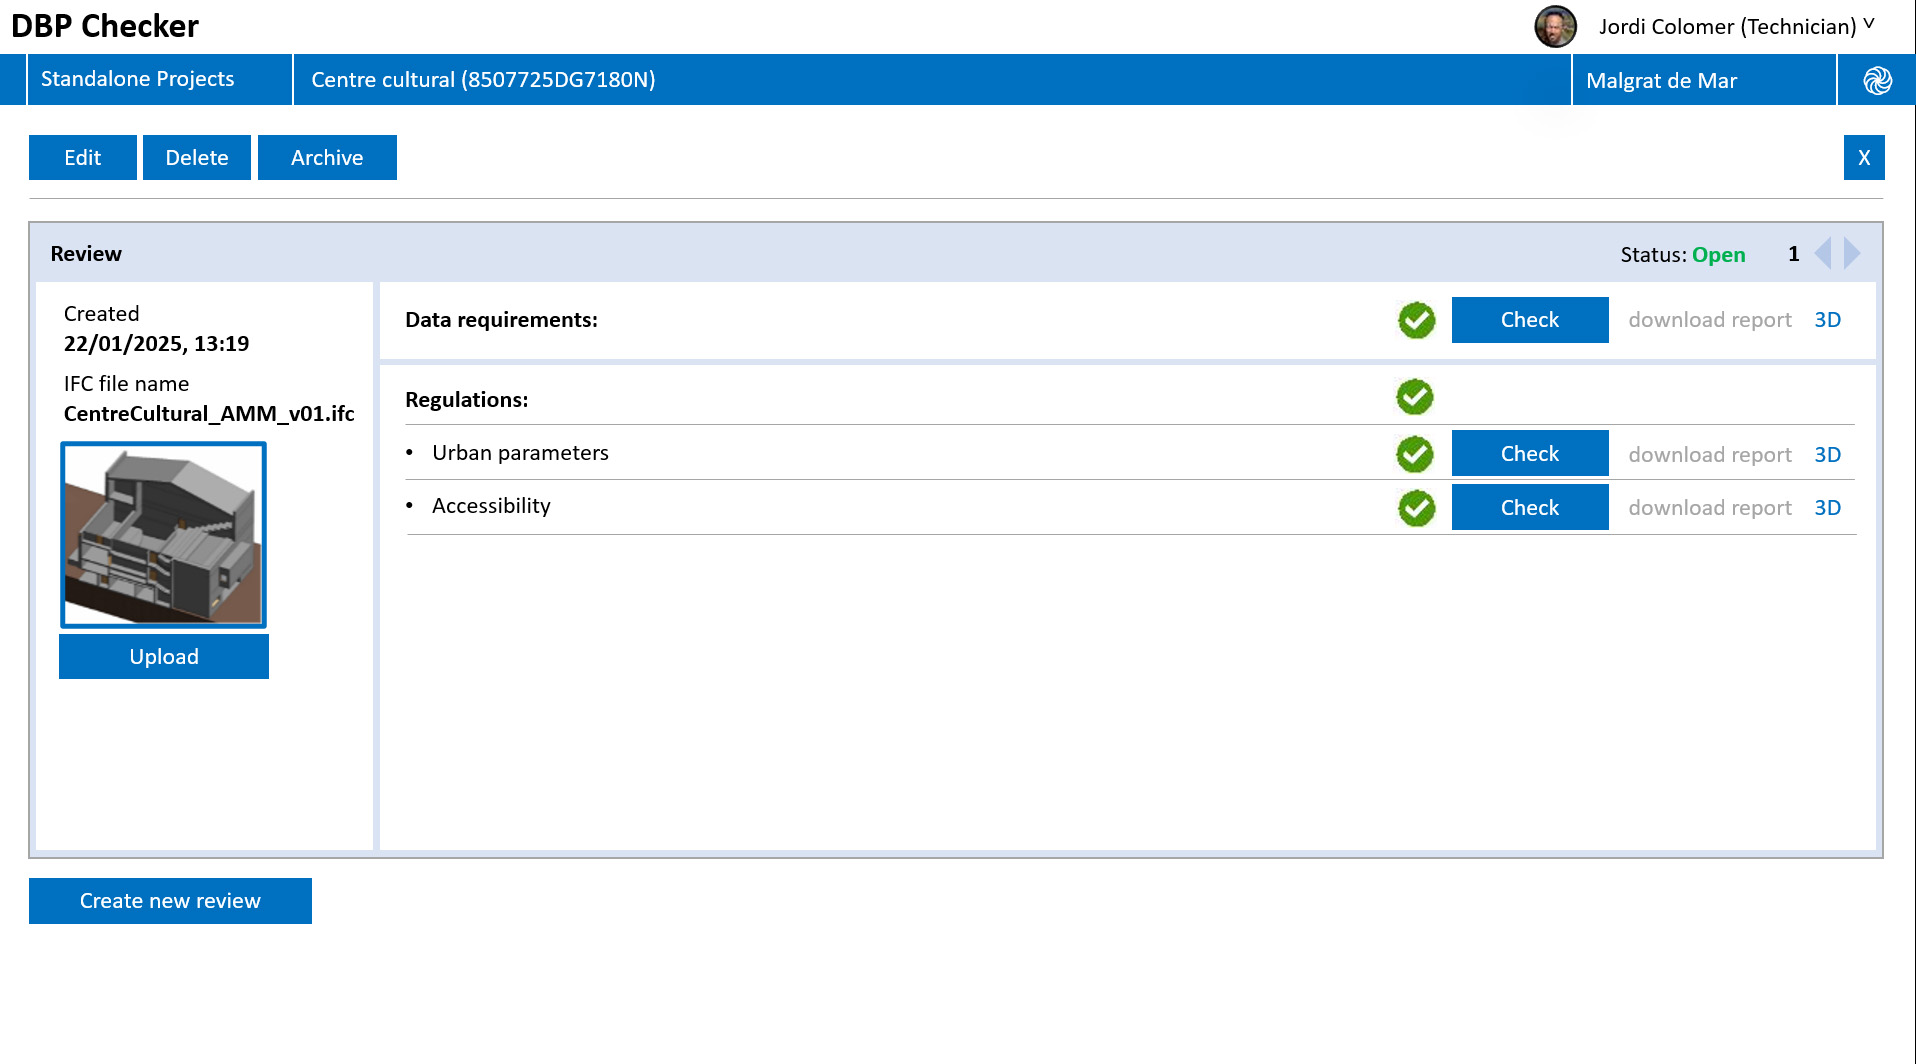 DBP Checker
Jordi Colomer (Technician) ˅
Standalone Projects
Centre cultural (8507725DG7180N)
Malgrat de Mar
Edit
Delete
Archive
X
Review
Status: Open
1
Created
22/01/2025, 13:19
IFC file name
CentreCultural_AMM_v01.ifc
Upload
Data requirements:
Check
download report
3D
Regulations:
• Urban parameters
Check
download report
3D
• Accessibility
Check
download report
3D
Create new review